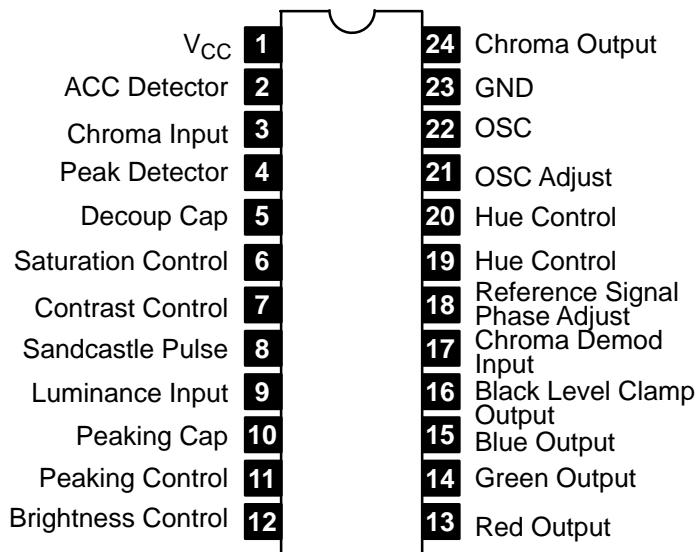 VCC 1
ACC Detector 2
Chroma Input 3
Peak Detector 4
Decoup Cap 5
Saturation Control 6
Contrast Control 7
Sandcastle Pulse 8
Luminance Input 9
Peaking Cap 10
Peaking Control 11
Brightness Control 12
24 Chroma Output
23 GND
22 OSC
21 OSC Adjust
20 Hue Control
19 Hue Control
18 Reference Signal
Phase Adjust
17 Chroma Demod
Input
16 Black Level Clamp
Output
15 Blue Output
14 Green Output
13 Red Output